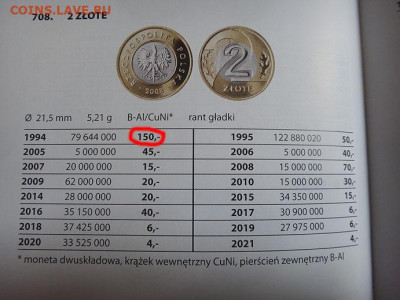 COINS.LAVE.RU
708. 2 ZŁOTE
RZECZPOSPOLITA POLSKA
2
ZŁOTE
Ø 21,5 mm 5,21 g B-Al/CuNi* rant gładki
1994 79 644 000 150,- 1995 122 880 020 50,-
2005 5 000 000 45,- 2006 5 000 000 40,-
2007 15,- 2008 15 000 000 70,-
2009 62 000 000 20,- 2010 15 000 000 30,-
2014 28 000 000 20,- 2015 34 350 000 15,-
2016 35 150 000 40,- 2017 30 900 000 6,-
2018 37 425 000 6,- 2019 27 975 000 6,-
2020 33 525 000 4,- 2021 4,-
* moneta dwuskładowa, krążek wewnętrzny CuNi, pierścień zewnętrzny B-Al